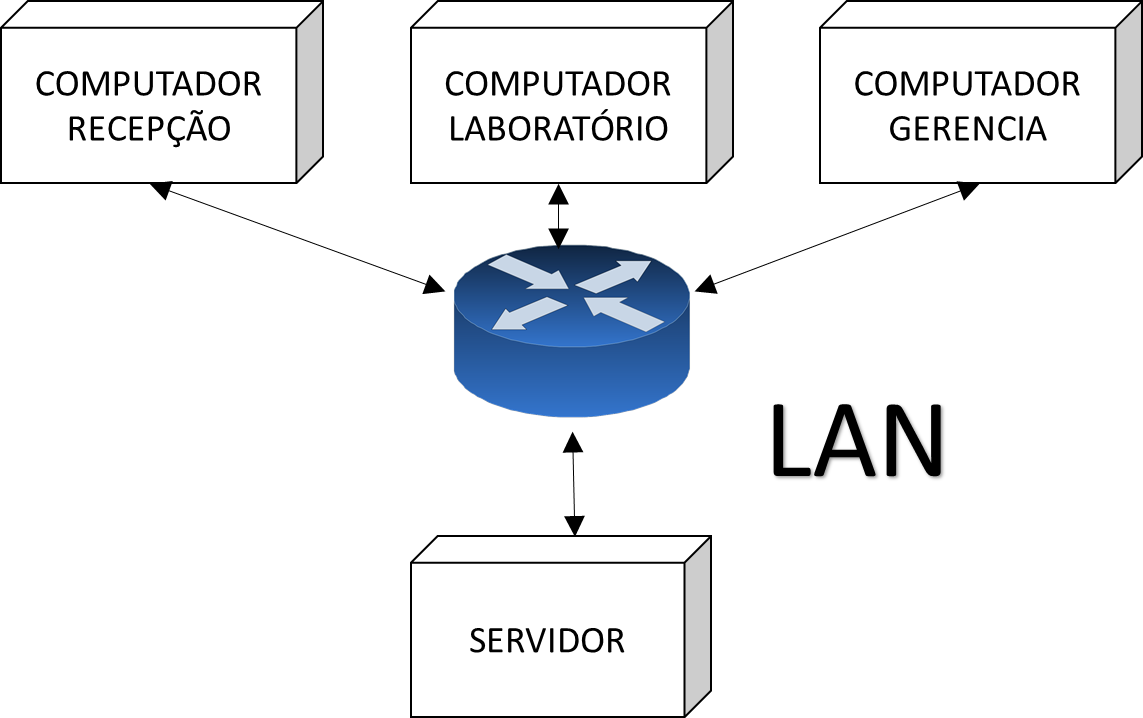 COMPUTADOR
RECEPÇÃO
COMPUTADOR
LABORATÓRIO
COMPUTADOR
GERENCIA
LAN
SERVIDOR